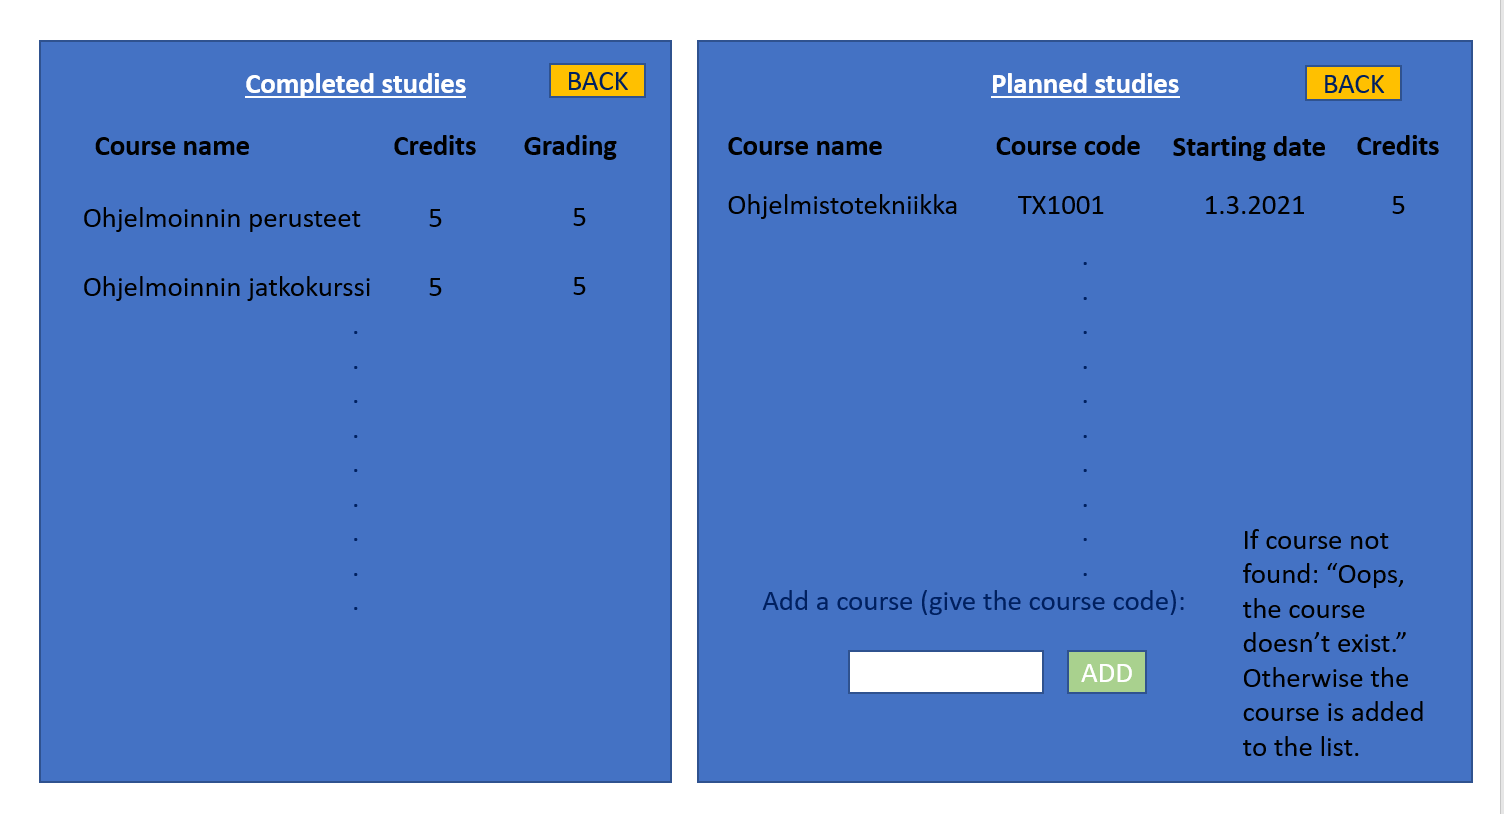 Completed studies
BACK
Course name Credits Grading
Ohjelmoinnin perusteet 5 5
Ohjelmoinnin jatkokurssi 5 5
.
.
.
.
.
.
.
.
.
Planned studies
BACK
Course name Course code Starting date Credits
Ohjelmistotekniikka TX1001 1.3.2021 5
.
.
.
.
.
.
.
.
.
.
Add a course (give the course code):
ADD
If course not
found: “Oops,
the course
doesn’t exist.”
Otherwise the
course is added
to the list.